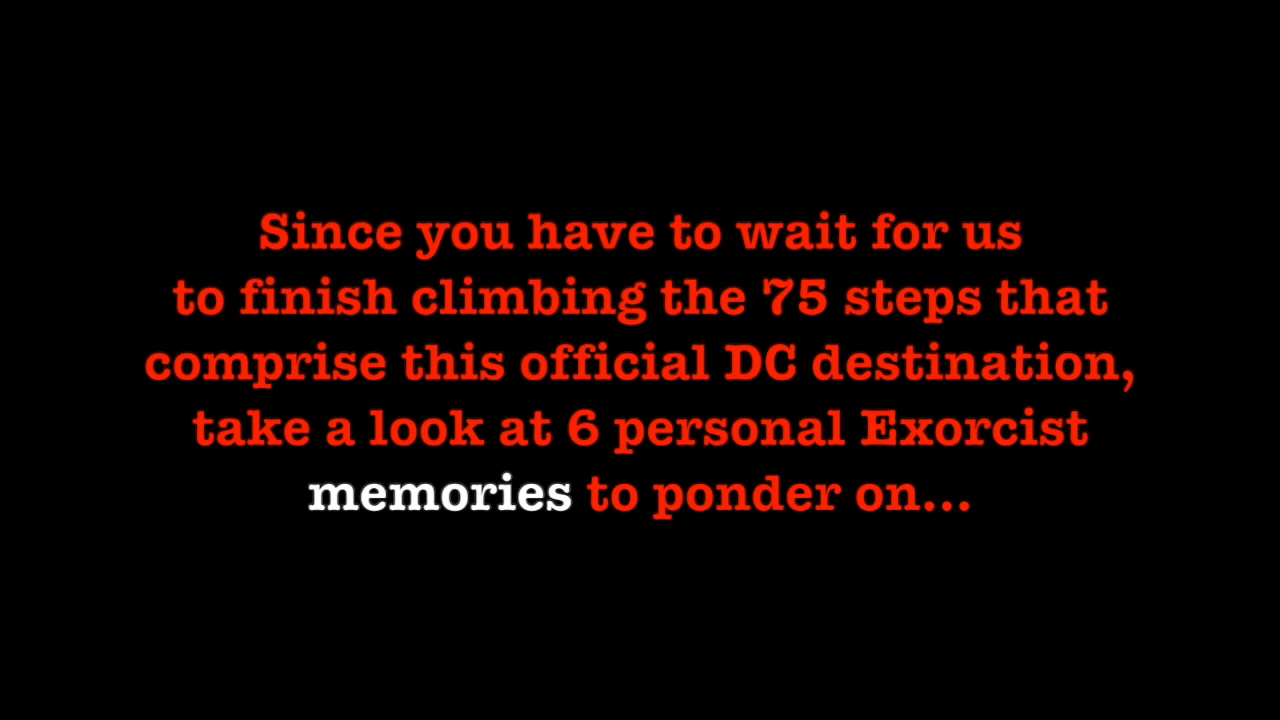 Since you have to wait for us
to finish climbing the 75 steps that
comprise this official DC destination,
take a look at 6 personal Exorcist
memories to ponder on...